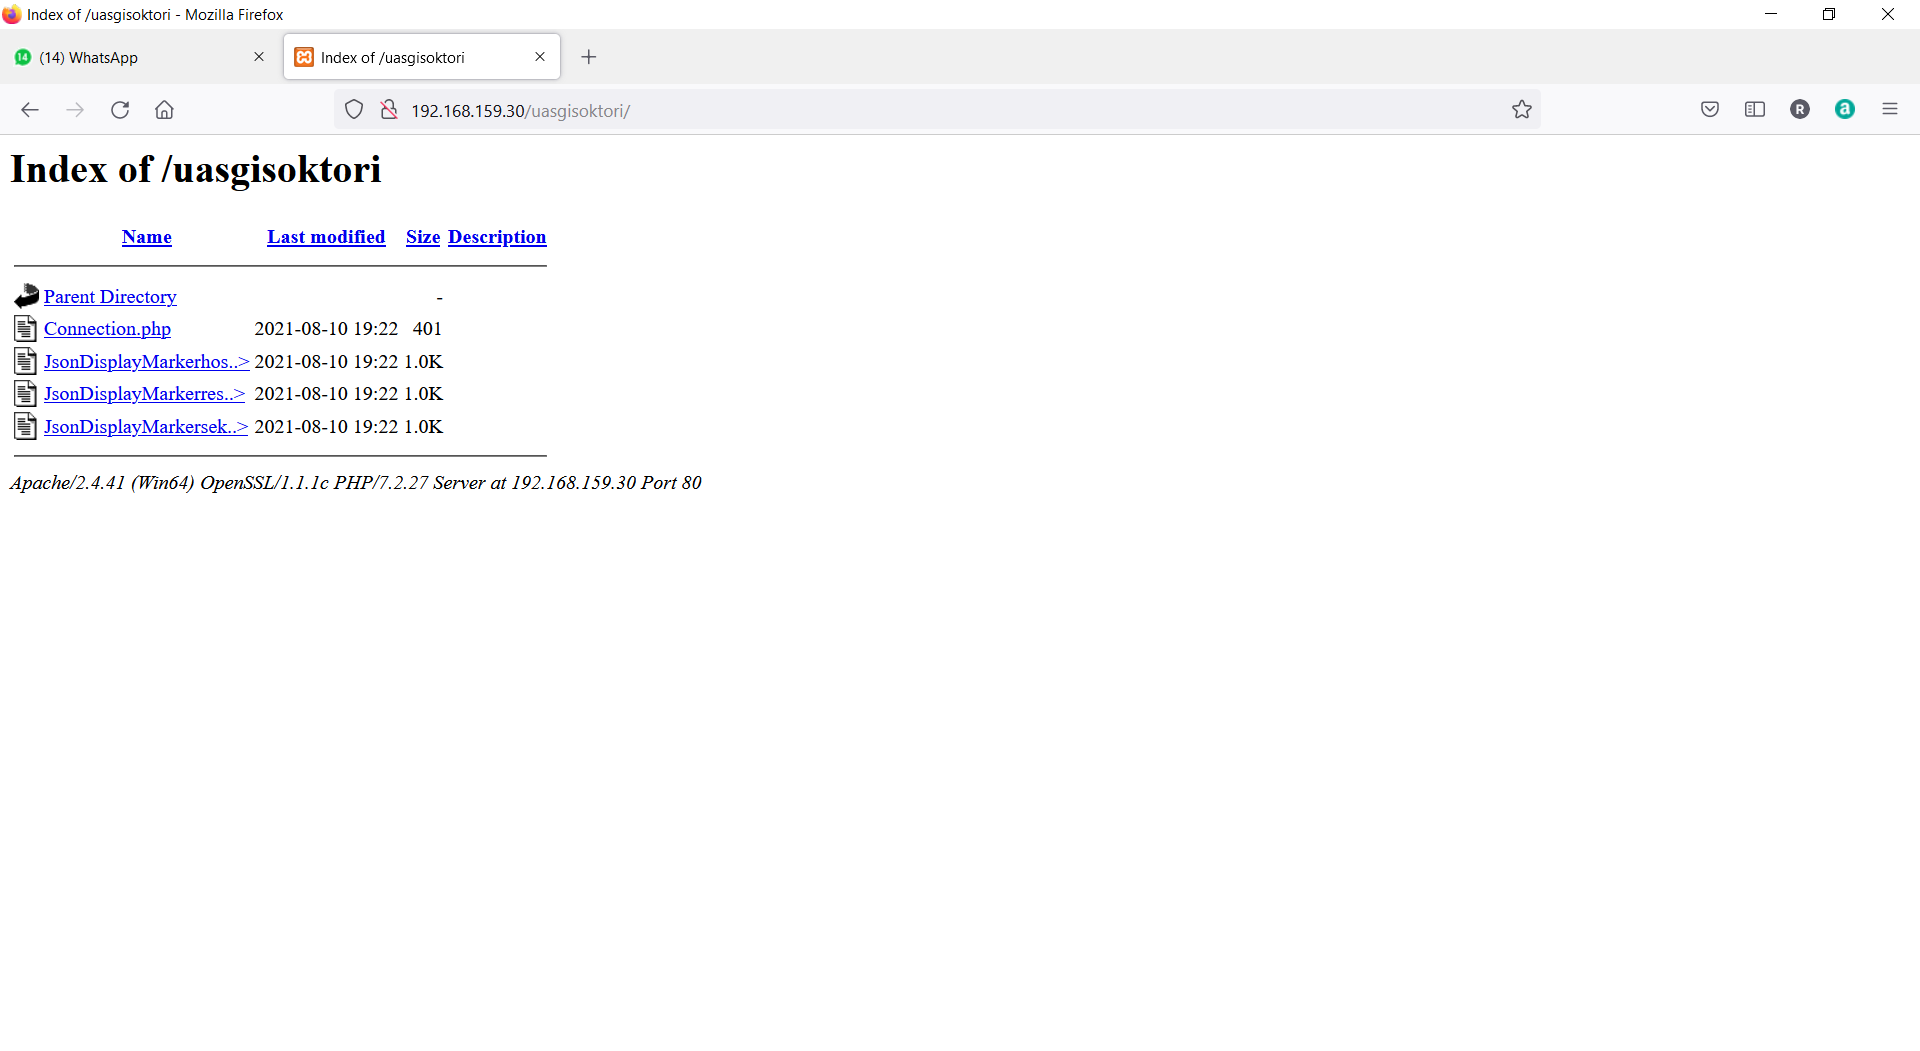 Index of /uasgisoktori - Mozilla Firefox
14 (14) WhatsApp
Index of /uasgisoktori
192.168.159.30/uasgisoktori/
R a
Index of /uasgisoktori
Name Last modified Size Description
Parent Directory -
Connection.php 2021-08-10 19:22 401
JsonDisplayMarkerhos..> 2021-08-10 19:22 1.0K
JsonDisplayMarkerres..> 2021-08-10 19:22 1.0K
JsonDisplayMarkersek..> 2021-08-10 19:22 1.0K
Apache/2.4.41 (Win64) OpenSSL/1.1.1c PHP/7.2.27 Server at 192.168.159.30 Port 80